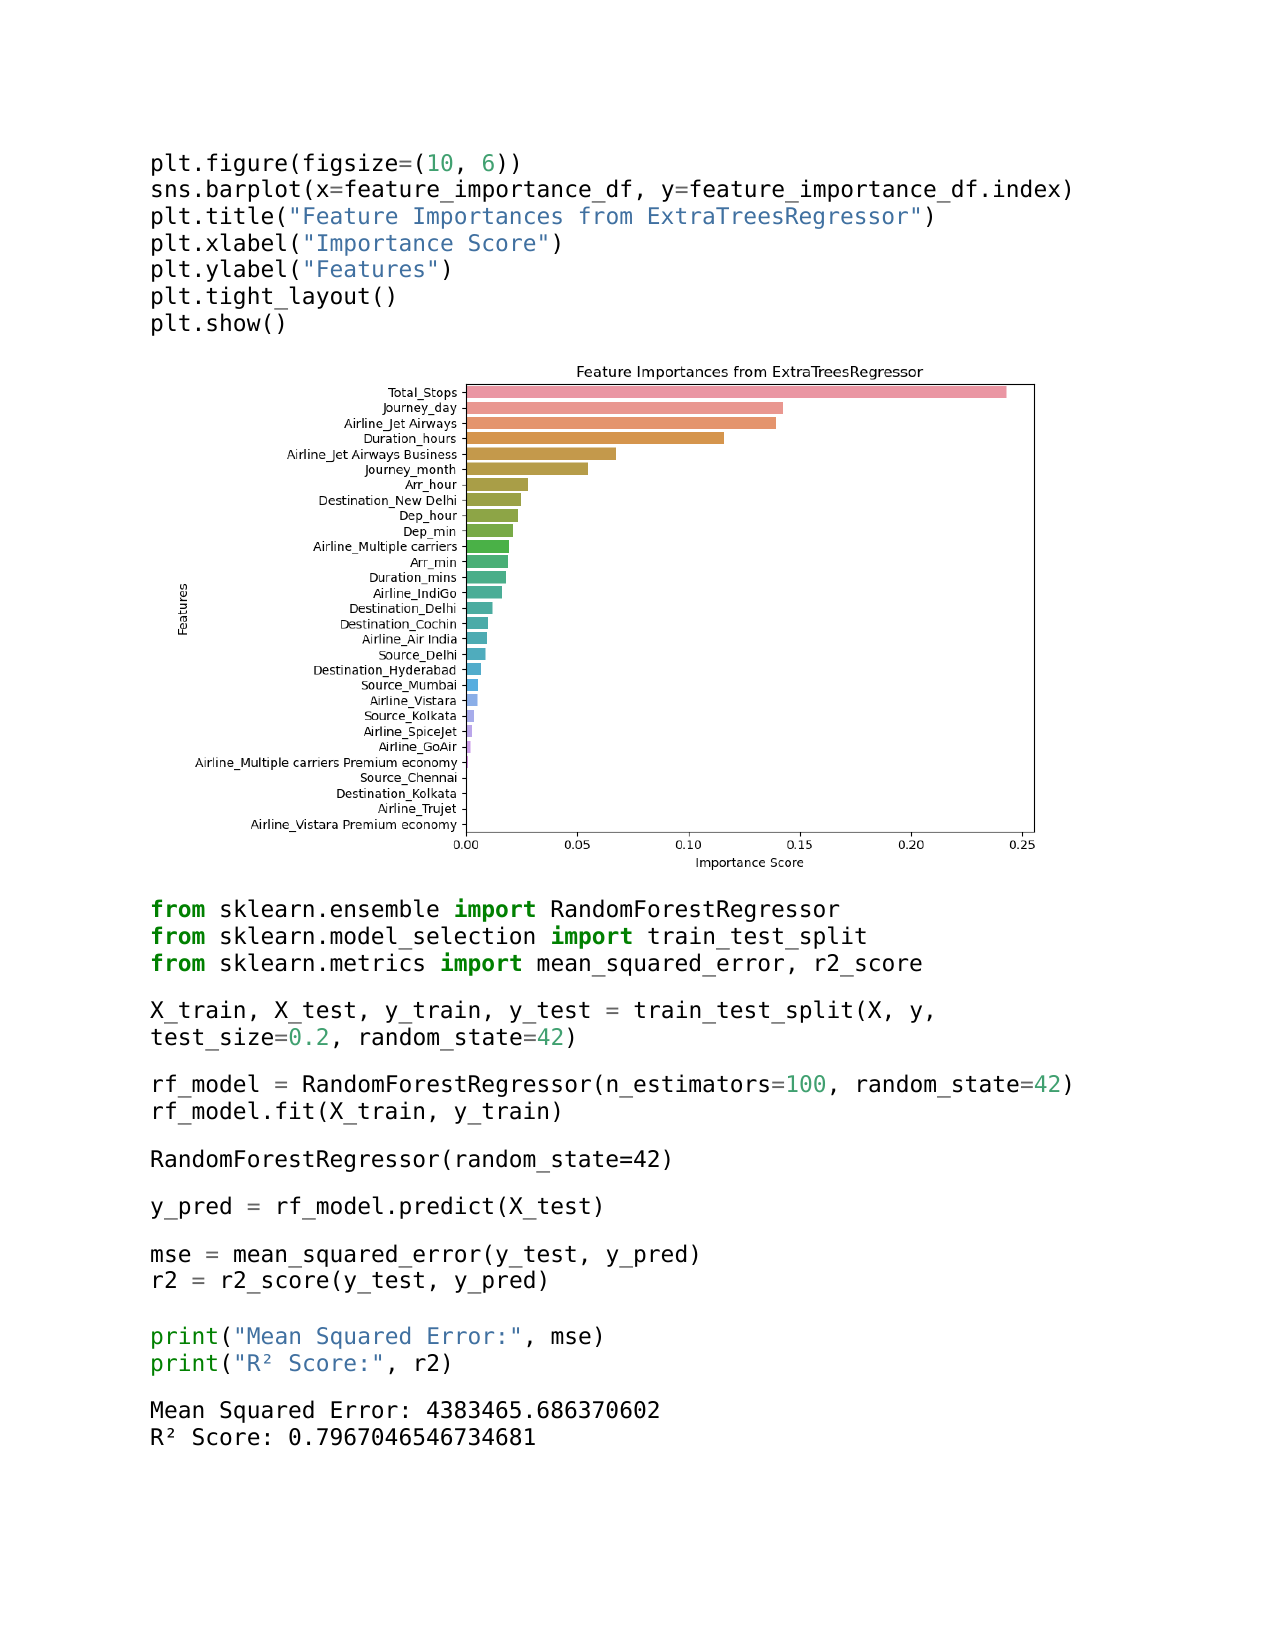 plt.figure(figsize=(10, 6))
sns.barplot(x=feature_importance_df, y=feature_importance_df.index)
plt.title("Feature Importances from ExtraTreesRegressor")
plt.xlabel("Importance Score")
plt.ylabel("Features")
plt.tight_layout()
plt.show()
Feature Importances from ExtraTreesRegressor
Total_Stops
Journey_day
Airline_Jet Airways
Duration_hours
Airline_Jet Airways Business
Journey_month
Arr_hour
Destination_New Delhi
Dep_hour
Dep_min
Airline_Multiple carriers
Arr_min
Duration_mins
Airline_IndiGo
Destination_Delhi
Destination_Cochin
Airline_Air India
Source_Delhi
Destination_Hyderabad
Source_Mumbai
Airline_Vistara
Source_Kolkata
Airline_SpiceJet
Airline_GoAir
Airline_Multiple carriers Premium economy
Source_Chennai
Destination_Kolkata
Airline_Trujet
Airline_Vistara Premium economy
Features
0.00 0.05 0.10 0.15 0.20 0.25
Importance Score
from sklearn.ensemble import RandomForestRegressor
from sklearn.model_selection import train_test_split
from sklearn.metrics import mean_squared_error, r2_score
X_train, X_test, y_train, y_test = train_test_split(X, y,
test_size=0.2, random_state=42)
rf_model = RandomForestRegressor(n_estimators=100, random_state=42)
rf_model.fit(X_train, y_train)
RandomForestRegressor(random_state=42)
y_pred = rf_model.predict(X_test)
mse = mean_squared_error(y_test, y_pred)
r2 = r2_score(y_test, y_pred)
print("Mean Squared Error:", mse)
print("R² Score:", r2)
Mean Squared Error: 4383465.686370602
R² Score: 0.7967046546734681